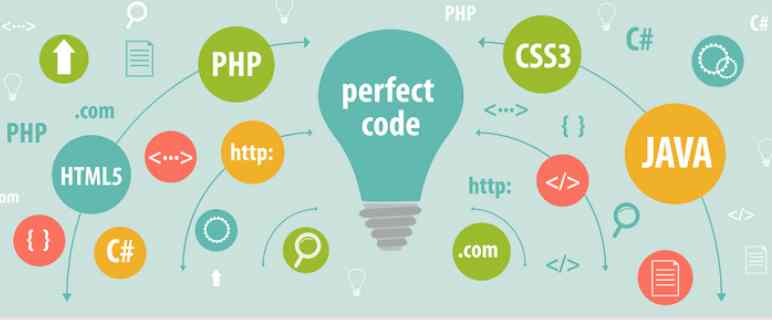 <···>
PHP
PHP
C#
C#
CSS3
perfect
code
.com
PHP
<···>
{ }
JAVA
http:
<···>
HTML5
http:
</>
om
</>
{ }
C#
.com
</>